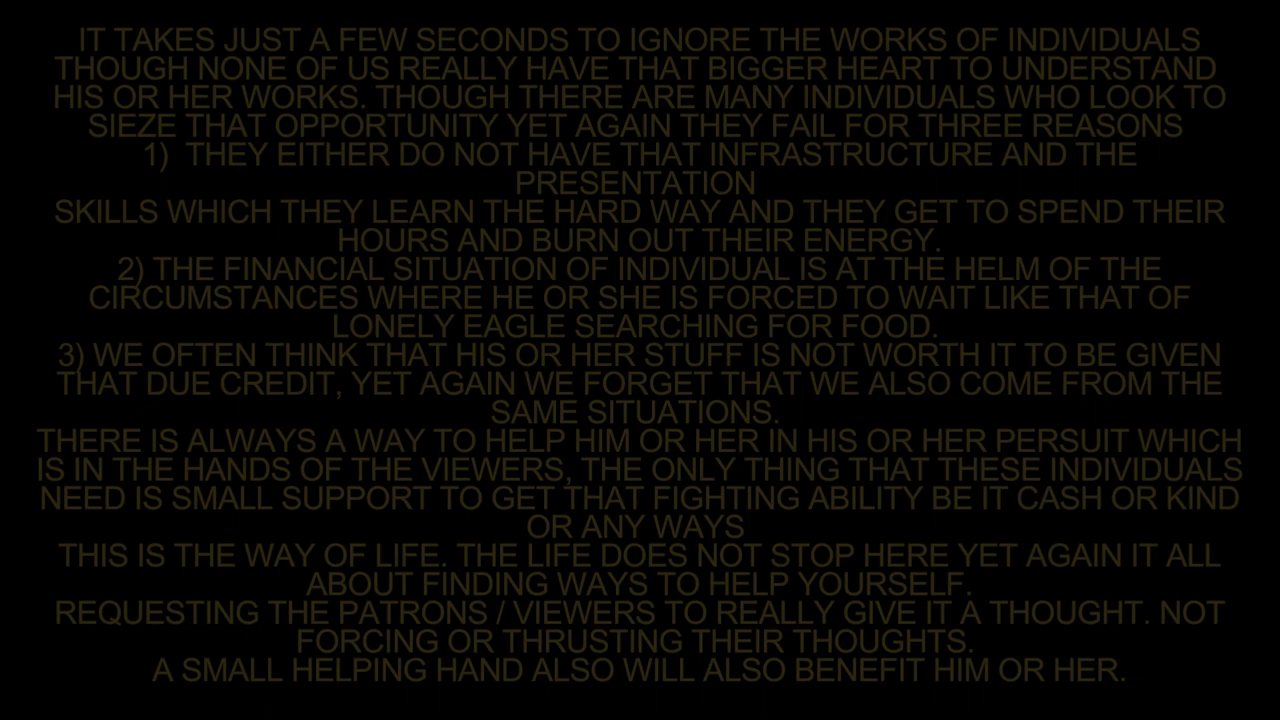 IT TAKES JUST A FEW SECONDS TO IGNORE THE WORKS OF INDIVIDUALS
THOUGH NONE OF US REALLY HAVE THAT BIGGER HEART TO UNDERSTAND
HIS OR HER WORKS. THOUGH THERE ARE MANY INDIVIDUALS WHO LOOK TO
SIEZE THAT OPPORTUNITY YET AGAIN THEY FAIL FOR THREE REASONS
1)  THEY EITHER DO NOT HAVE THAT INFRASTRUCTURE AND THE
PRESENTATION
SKILLS WHICH THEY LEARN THE HARD WAY AND THEY GET TO SPEND THEIR
HOURS AND BURN OUT THEIR ENERGY.
2) THE FINANCIAL SITUATION OF INDIVIDUAL IS AT THE HELM OF THE
CIRCUMSTANCES WHERE HE OR SHE IS FORCED TO WAIT LIKE THAT OF
LONELY EAGLE SEARCHING FOR FOOD.
3) WE OFTEN THINK THAT HIS OR HER STUFF IS NOT WORTH IT TO BE GIVEN
THAT DUE CREDIT, YET AGAIN WE FORGET THAT WE ALSO COME FROM THE
SAME SITUATIONS.
THERE IS ALWAYS A WAY TO HELP HIM OR HER IN HIS OR HER PERSUIT WHICH
IS IN THE HANDS OF THE VIEWERS, THE ONLY THING THAT THESE INDIVIDUALS
NEED IS SMALL SUPPORT TO GET THAT FIGHTING ABILITY BE IT CASH OR KIND
OR ANY WAYS
THIS IS THE WAY OF LIFE. THE LIFE DOES NOT STOP HERE YET AGAIN IT ALL
ABOUT FINDING WAYS TO HELP YOURSELF.
REQUESTING THE PATRONS / VIEWERS TO REALLY GIVE IT A THOUGHT. NOT
FORCING OR THRUSTING THEIR THOUGHTS.
A SMALL HELPING HAND ALSO WILL ALSO BENEFIT HIM OR HER.